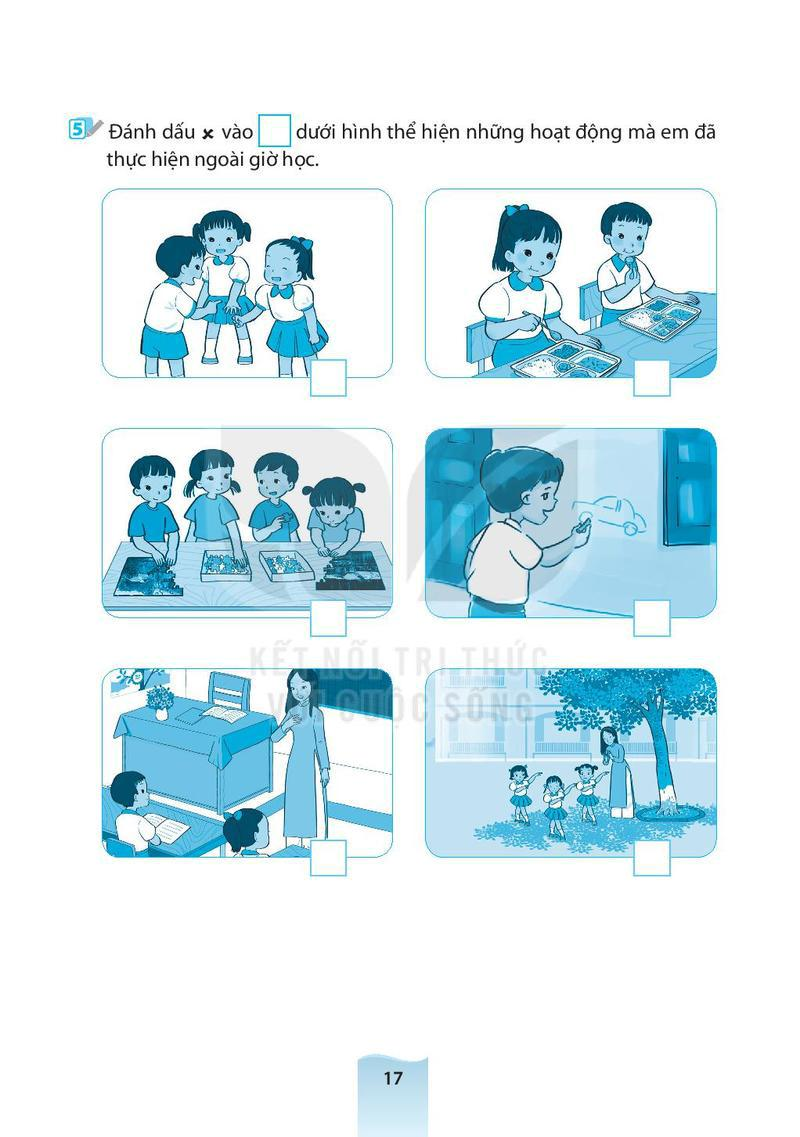 5 Đánh dấu × vào dưới hình thể hiện những hoạt động mà em đã
thực hiện ngoài giờ học.
KẾT NỐI TRI THỨC
VỚI CUỘC SỐNG
17